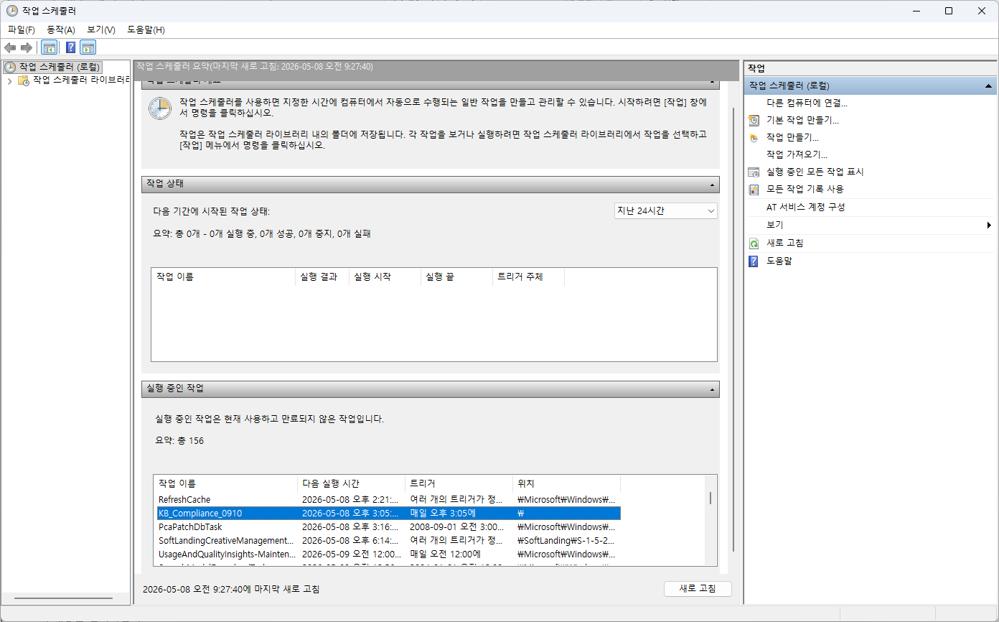 작업 스케줄러
파일(F) 동작(A) 보기(V) 도움말(H)
작업 스케줄러 (로컬)
작업 스케줄러 라이브러리
작업 스케줄러 요약(마지막 새로 고침: 2026-05-08 오전 9:27:40)
작업 스케줄러를 사용하면 지정한 시간에 컴퓨터에서 자동으로 수행되는 일반 작업을 만들고 관리할 수 있습니다. 시작하려면 [작업] 창에
서 명령을 클릭하십시오.
작업은 작업 스케줄러 라이브러리 내의 폴더에 저장됩니다. 각 작업을 보거나 실행하려면 작업 스케줄러 라이브러리에서 작업을 선택하고
[작업] 메뉴에서 명령을 클릭하십시오.
작업 상태
다음 기간에 시작된 작업 상태:
지난 24시간
요약: 총 0개 - 0개 실행 중, 0개 성공, 0개 중지, 0개 실패
작업 이름 실행 결과 실행 시작 실행 끝 트리거 주체
실행 중인 작업
실행 중인 작업은 현재 사용하고 만료되지 않은 작업입니다.
요약: 총 156
작업 이름 다음 실행 시간 트리거 위치
RefreshCache 2026-05-08 오후 2:21:... 여러 개의 트리거가 정... ₩Microsoft₩Windows₩...
KB_Compliance_0910 2026-05-08 오후 3:05:... 매일 오후 3:05에 ₩
PcaPatchDbTask 2026-05-08 오후 3:16:... 2008-09-01 오전 3:00... ₩Microsoft₩Windows₩...
SoftLandingCreativeManagement... 2026-05-08 오후 6:14:... 여러 개의 트리거가 정... ₩SoftLanding₩S-1-5-2...
UsageAndQualityInsights-Mainten... 2026-05-09 오전 12:00... 매일 오전 12:00에 ₩Microsoft₩Windows₩...
2026-05-08 오전 9:27:40에 마지막 새로 고침
새로 고침
작업
작업 스케줄러 (로컬)
다른 컴퓨터에 연결...
기본 작업 만들기...
작업 만들기...
작업 가져오기...
실행 중인 모든 작업 표시
모든 작업 기록 사용
AT 서비스 계정 구성
보기
새로 고침
도움말